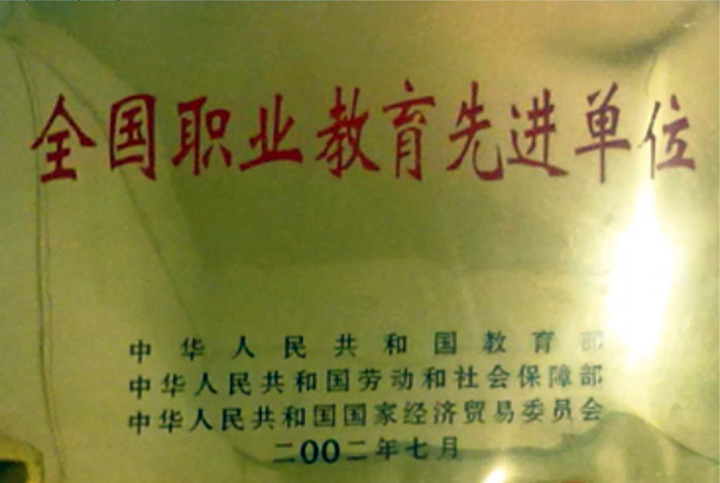 全国职业教育先进单位
中华人民共和国教育部
中华人民共和国劳动和社会保障部
中华人民共和国国家经济贸易委员会
二〇〇二年七月